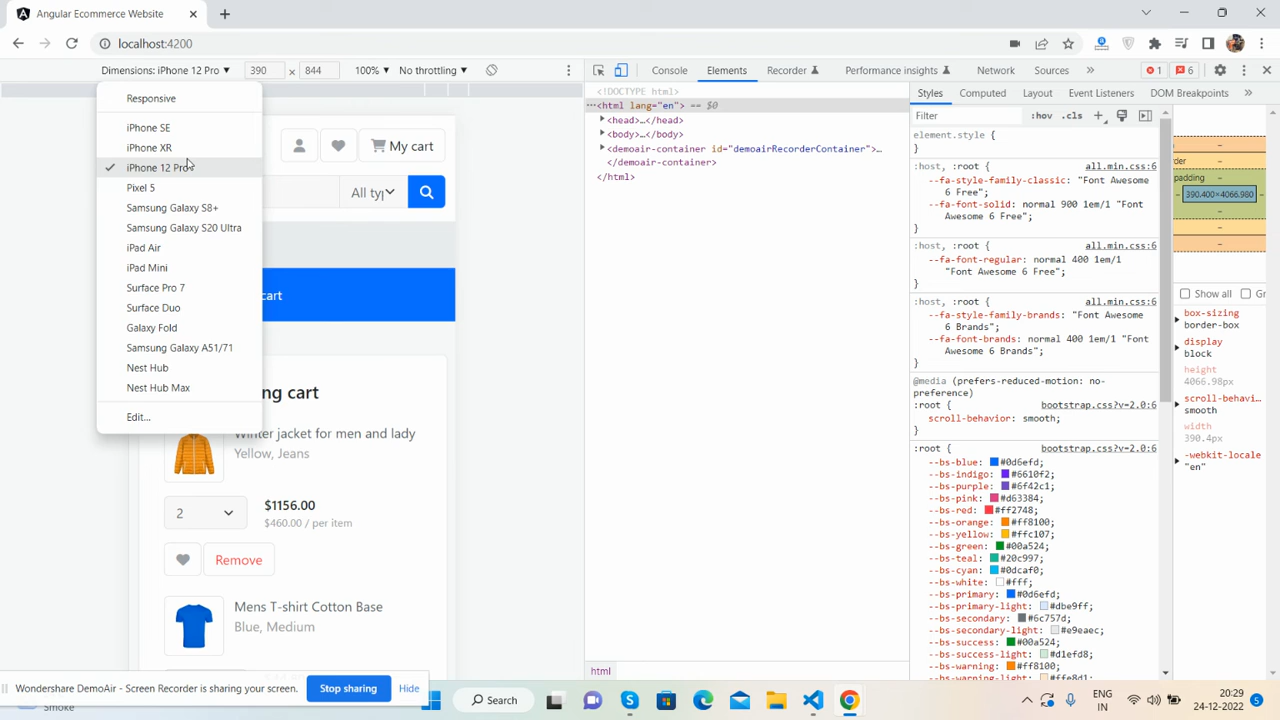 Angular Ecommerce Website
localhost:4200
Dimensions: iPhone 12 Pro 390 × 844 100% No throttling
Console Elements Recorder Performance insights Network Sources 1 6
Responsive
iPhone SE
iPhone XR
iPhone 12 Pro
Pixel 5
Samsung Galaxy S8+
Samsung Galaxy S20 Ultra
iPad Air
iPad Mini
Surface Pro 7
Surface Duo
Galaxy Fold
Samsung Galaxy A51/71
Nest Hub
Nest Hub Max
Edit...
My cart
All typ
cart
ng cart
Winter jacket for men and lady
Yellow, Jeans
2
$1156.00
$460.00 / per item
Remove
Mens T-shirt Cotton Base
Blue, Medium
<!DOCTYPE html>
<html lang="en"> == $0
<head>…</head>
<body>…</body>
<demoair-container id="demoairRecorderContainer">…
</demoair-container>
</html>
html
Styles Computed Layout Event Listeners DOM Breakpoints
Filter :hov .cls
element.style {
}
:host, :root { all.min.css:6
--fa-style-family-classic: "Font Awesome
6 Free";
--fa-font-solid: normal 900 1em/1 "Font
Awesome 6 Free";
}
:host, :root { all.min.css:6
--fa-font-regular: normal 400 1em/1
"Font Awesome 6 Free";
}
:host, :root { all.min.css:6
--fa-style-family-brands: "Font Awesome
6 Brands";
--fa-font-brands: normal 400 1em/1 "Font
Awesome 6 Brands";
}
@media (prefers-reduced-motion: no-
preference)
:root { bootstrap.css?v=2.0:6
scroll-behavior: smooth;
}
:root { bootstrap.css?v=2.0:6
--bs-blue: #0d6efd;
--bs-indigo: #6610f2;
--bs-purple: #6f42c1;
--bs-pink: #d63384;
--bs-red: #ff2748;
--bs-orange: #ff8100;
--bs-yellow: #ffc107;
--bs-green: #00a524;
--bs-teal: #20c997;
--bs-cyan: #0dcaf0;
--bs-white: #fff;
--bs-primary: #0d6efd;
--bs-primary-light: #dbe9ff;
--bs-secondary: #6c757d;
--bs-secondary-light: #e9eaec;
--bs-success: #00a524;
--bs-success-light: #d1efd8;
--bs-warning: #ff8100;
--bs-warning-light: #ffe8d1;
rder
padding
390.400×4066.980
Show all Gr
box-sizing
border-box
display
block
height
4066.98px
scroll-behavi…
smooth
width
390.4px
-webkit-locale
"en"
Wondershare DemoAir - Screen Recorder is sharing your screen. Stop sharing Hide
Smoke
Search
ENG
IN
20:29
24-12-2022
5